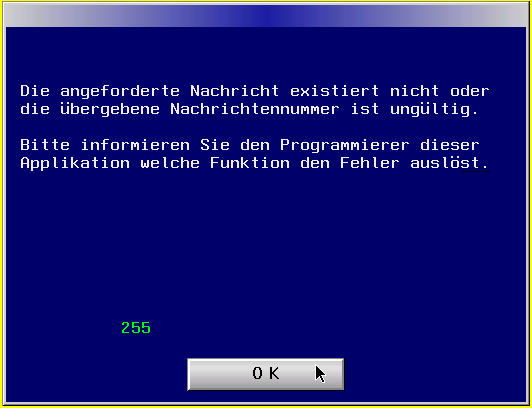 Die angeforderte Nachricht existiert nicht oder
die übergebene Nachrichtennummer ist ungültig.
Bitte informieren Sie den Programmierer dieser
Applikation welche Funktion den Fehler auslöst.
255
OK